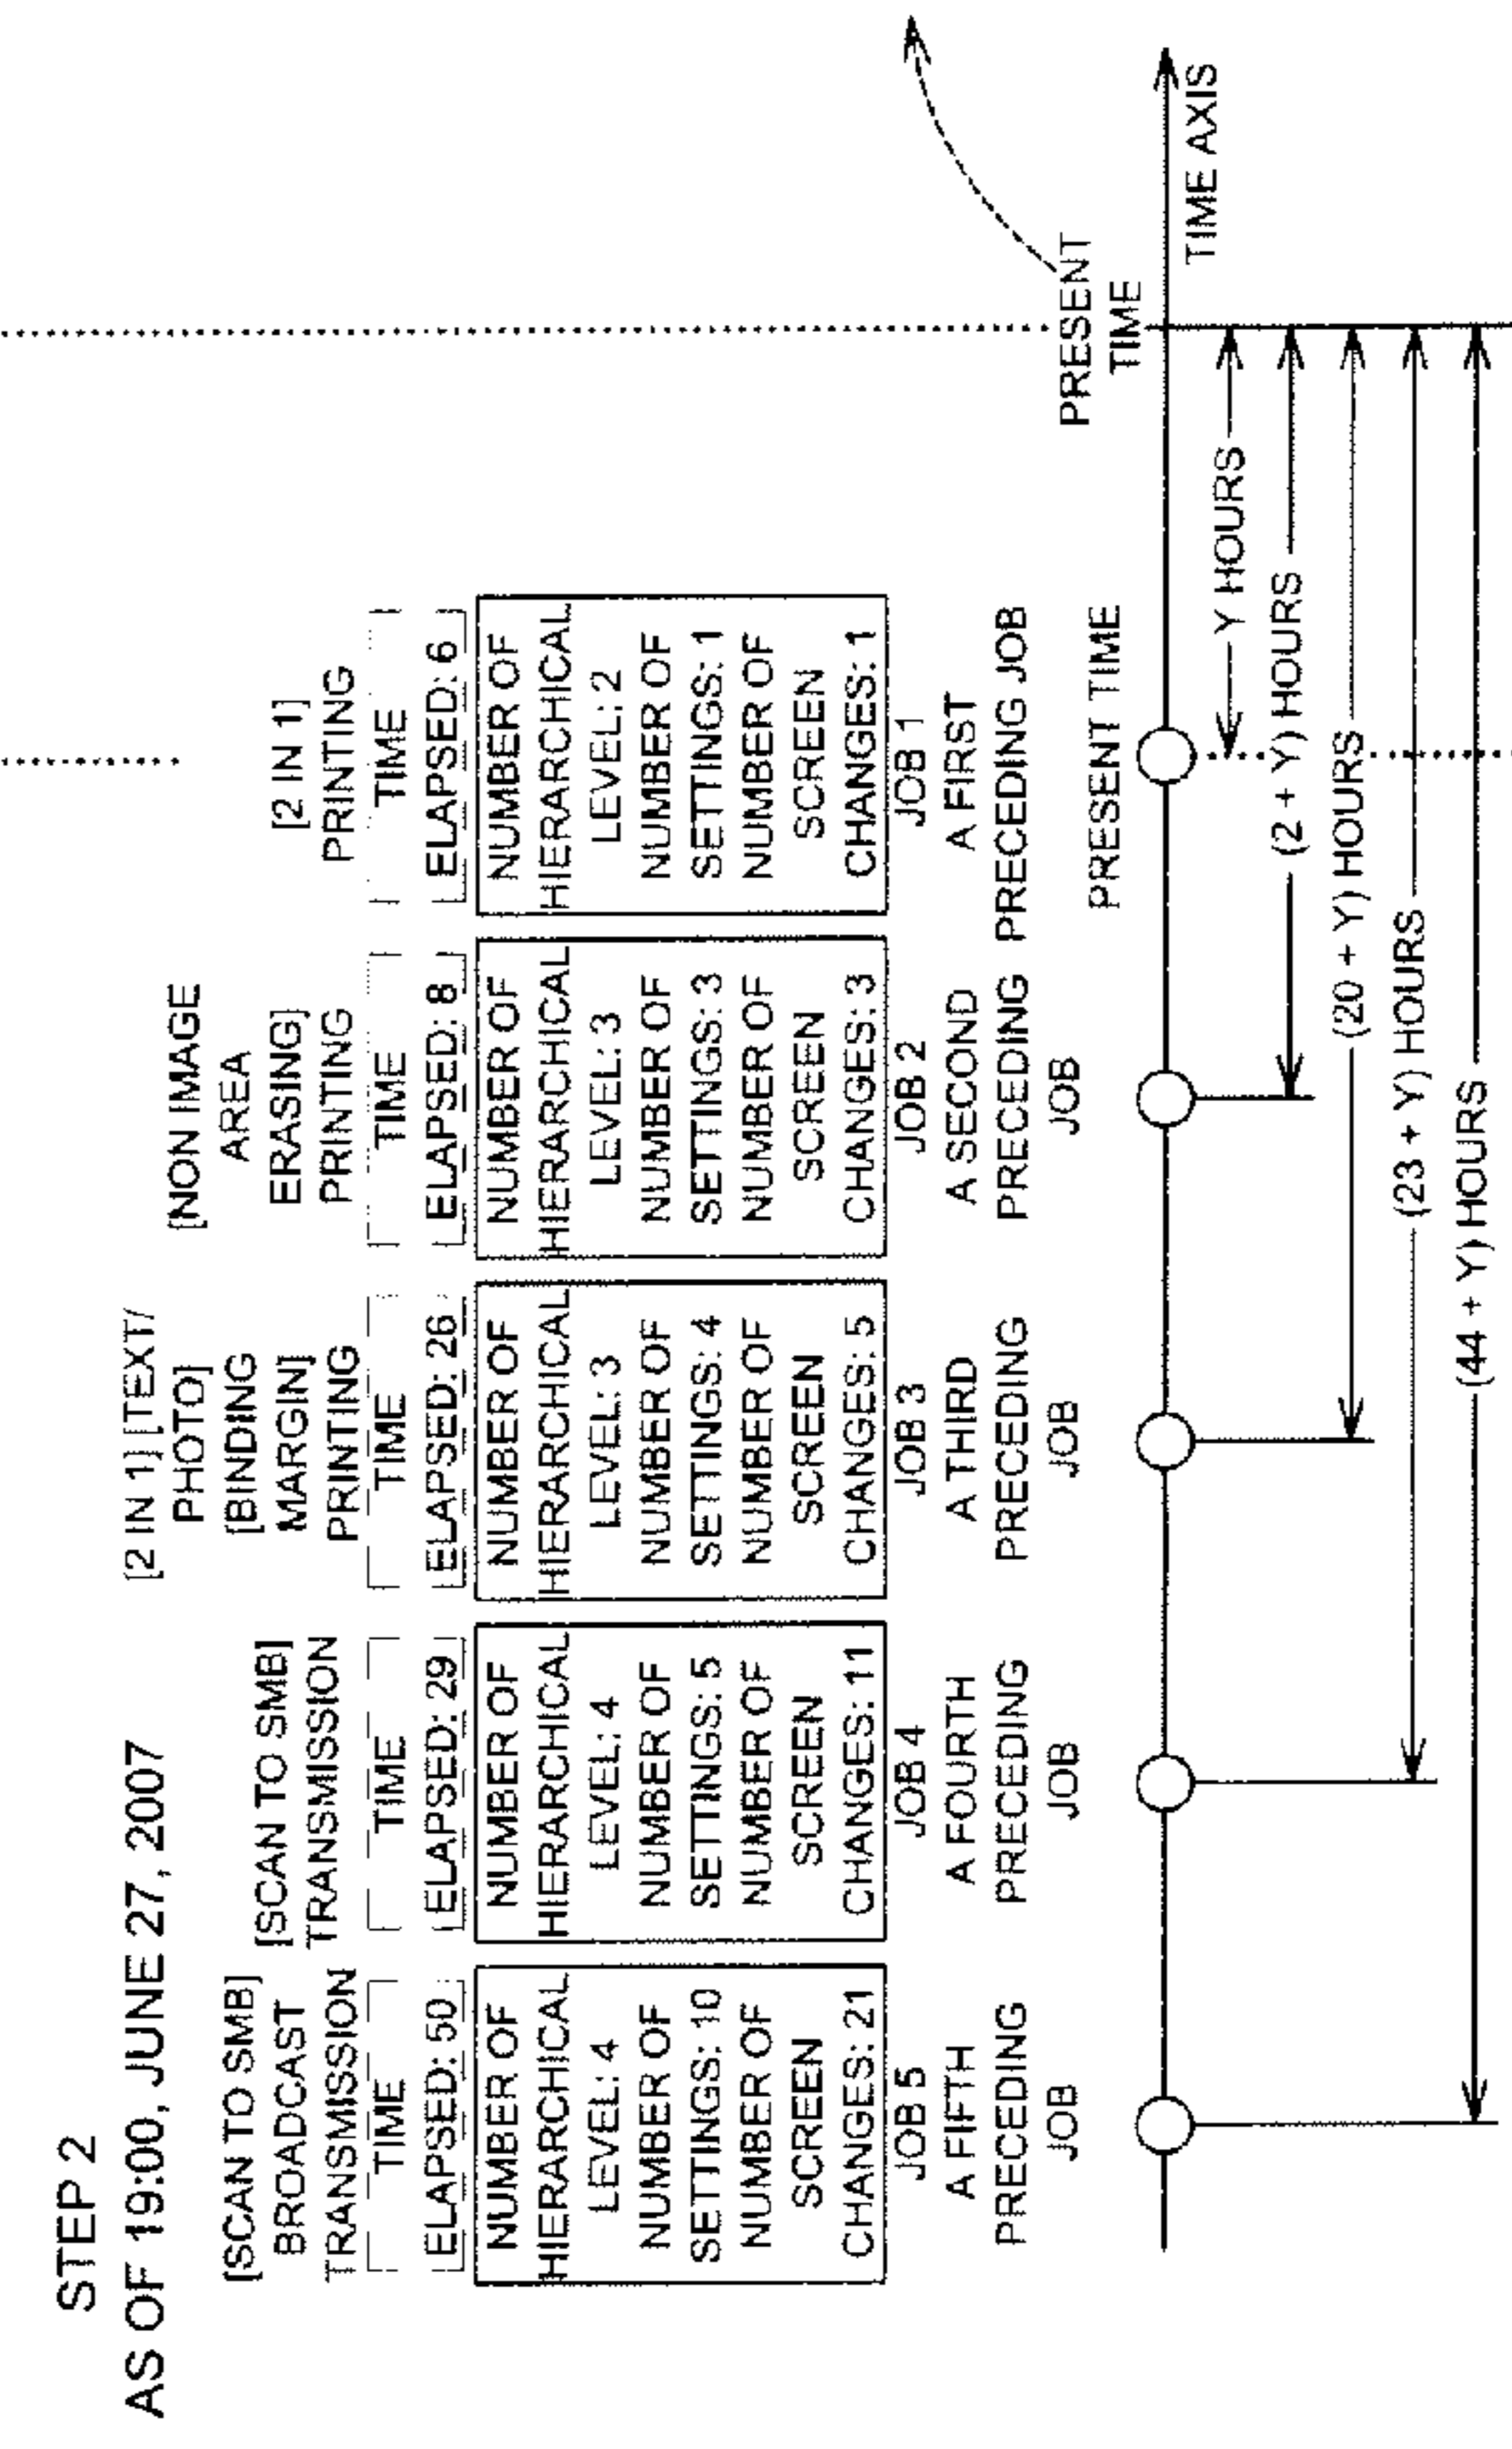 STEP 2
AS OF 19:00, JUNE 27, 2007
[SCAN TO SMB]
BROADCAST
TRANSMISSION
TIME
ELAPSED: 50
NUMBER OF
HIERARCHICAL
LEVEL: 4
NUMBER OF
SETTINGS: 10
NUMBER OF
SCREEN
CHANGES: 21
JOB 5
A FIFTH
PRECEDING
JOB
[SCAN TO SMB]
TRANSMISSION
TIME
ELAPSED: 29
NUMBER OF
HIERARCHICAL
LEVEL: 4
NUMBER OF
SETTINGS: 5
NUMBER OF
SCREEN
CHANGES: 11
JOB 4
A FOURTH
PRECEDING
JOB
[2 IN 1] [TEXT/
PHOTO]
[BINDING
MARGIN]
PRINTING
TIME
ELAPSED: 26
NUMBER OF
HIERARCHICAL
LEVEL: 3
NUMBER OF
SETTINGS: 4
NUMBER OF
SCREEN
CHANGES: 5
JOB 3
A THIRD
PRECEDING
JOB
[NON IMAGE
AREA
ERASING]
PRINTING
TIME
ELAPSED: 8
NUMBER OF
HIERARCHICAL
LEVEL: 3
NUMBER OF
SETTINGS: 3
NUMBER OF
SCREEN
CHANGES: 3
JOB 2
A SECOND
PRECEDING
JOB
[2 IN 1]
PRINTING
TIME
ELAPSED: 6
NUMBER OF
HIERARCHICAL
LEVEL: 2
NUMBER OF
SETTINGS: 1
NUMBER OF
SCREEN
CHANGES: 1
JOB 1
A FIRST
PRECEDING JOB
PRESENT TIME
PRESENT
TIME
TIME AXIS
Y HOURS
(2 + Y) HOURS
(20 + Y) HOURS
(23 + Y) HOURS
(44 + Y) HOURS